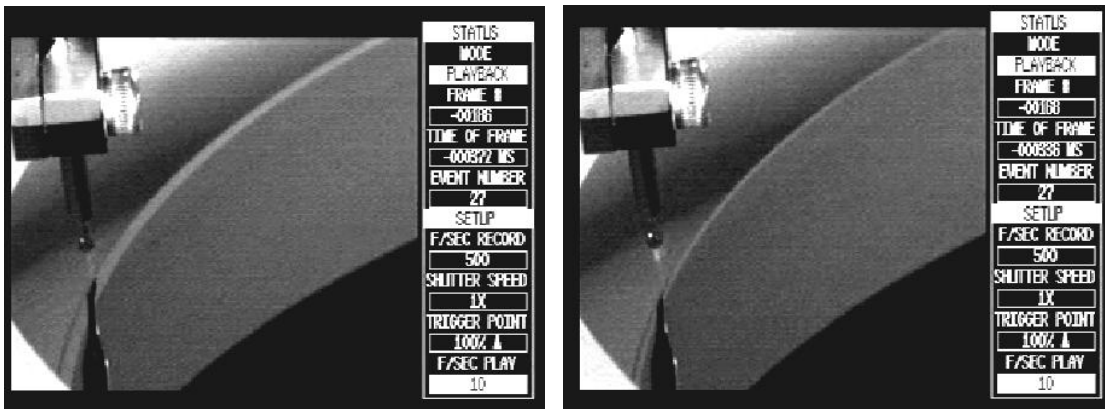 STATUS
MODE
PLAYBACK
FRAME #
-00186
TIME OF FRAME
-000372 MS
EVENT NUMBER
27
SETUP
F/SEC RECORD
500
SHUTTER SPEED
1X
TRIGGER POINT
100%
F/SEC PLAY
10
STATUS
MODE
PLAYBACK
FRAME #
-00168
TIME OF FRAME
-000336 MS
EVENT NUMBER
27
SETUP
F/SEC RECORD
500
SHUTTER SPEED
1X
TRIGGER POINT
100%
F/SEC PLAY
10